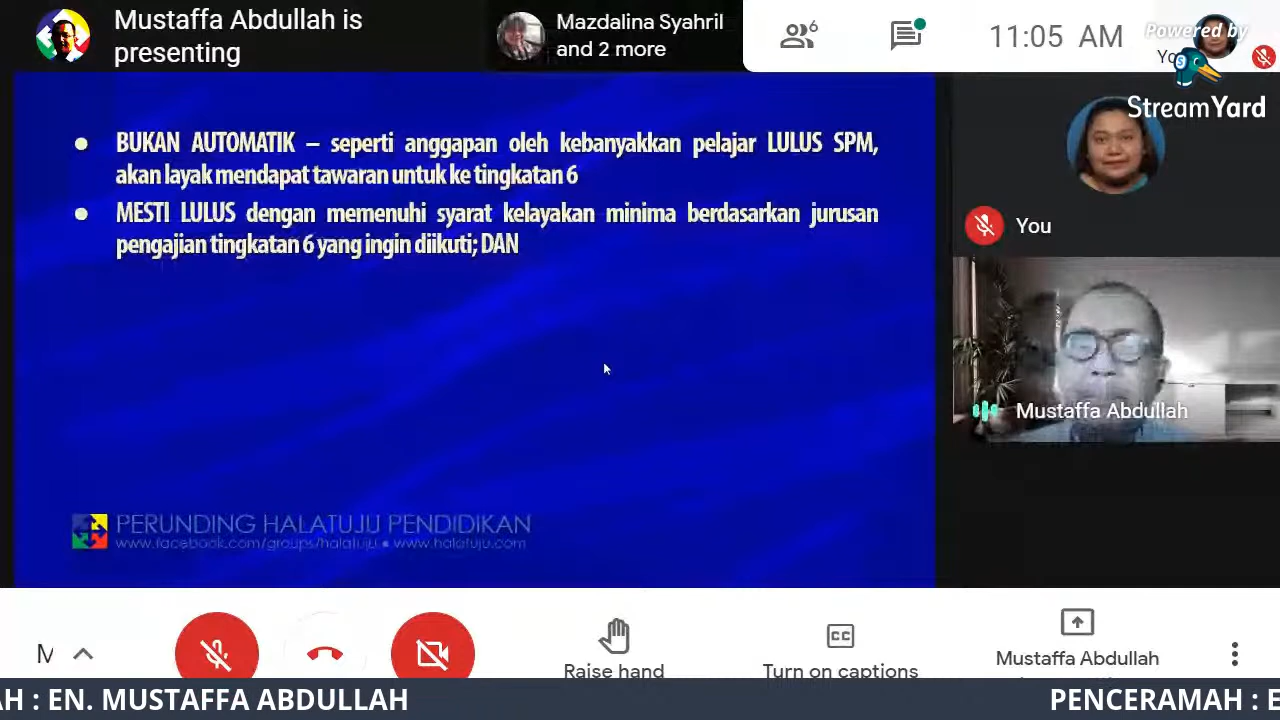 Mustaffa Abdullah is
presenting
Mazdalina Syahril
and 2 more
6
11:05 AM
Powered by
StreamYard
BUKAN AUTOMATIK – seperti anggapan oleh kebanyakkan pelajar LULUS SPM,
akan layak mendapat tawaran untuk ke tingkatan 6
MESTI LULUS dengan memenuhi syarat kelayakan minima berdasarkan jurusan
pengajian tingkatan 6 yang ingin diikuti; DAN
You
Mustaffa Abdullah
PERUNDING HALATUJU PENDIDIKAN
www.facebook.com/groups/halatuju • www.halatuju.com
CC
Raise hand
Turn on captions
Mustaffa Abdullah
AH : EN. MUSTAFFA ABDULLAH
PENCERAMAH : E